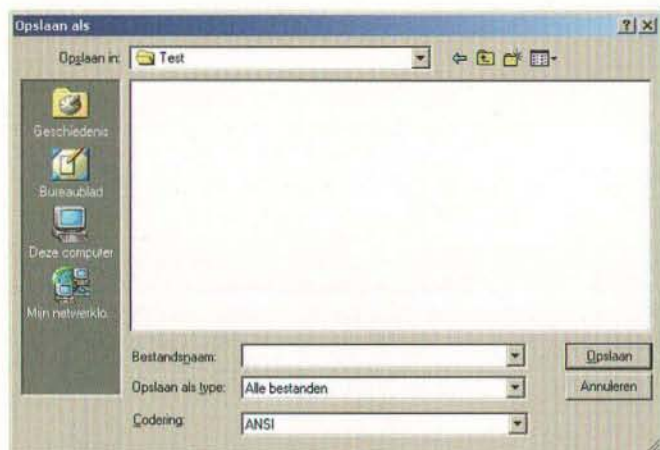 Opslaan als
Opslaan in: Test
Geschiedenis
Bureaublad
Deze computer
Mijn netwerklo...
Bestandsnaam:
Opslaan
Opslaan als type: Alle bestanden
Annuleren
Codering: ANSI